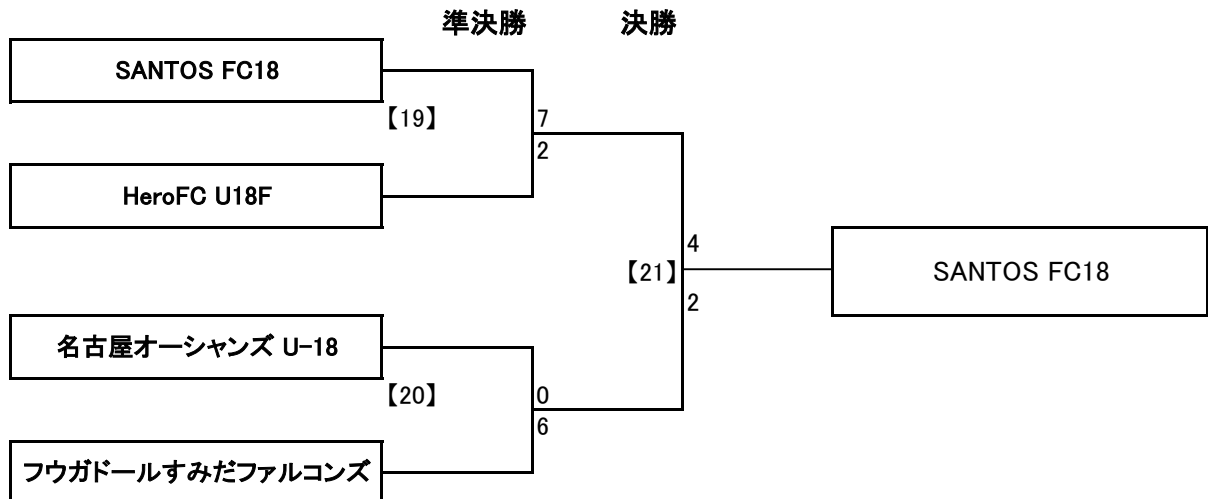 準決勝 決勝
SANTOS FC18
【19】 7
2
HeroFC U18F
4
【21】 SANTOS FC18
2
名古屋オーシャンズ U-18
【20】 0
6
フウガドールすみだファルコンズ